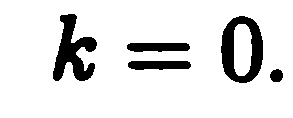 k = 0.